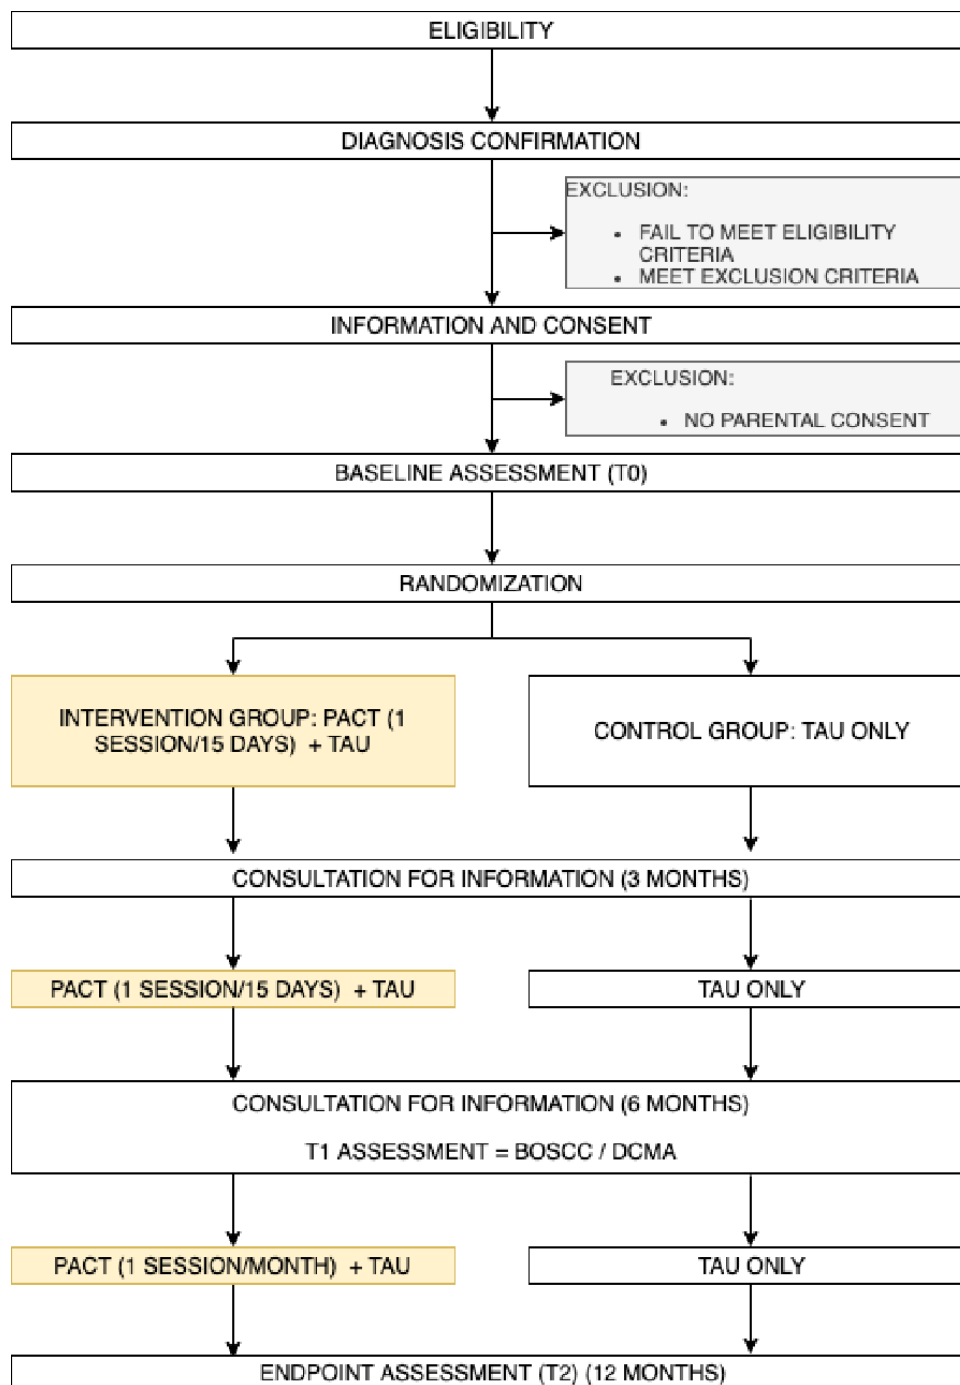 ELIGIBILITY
DIAGNOSIS CONFIRMATION
EXCLUSION:
• FAIL TO MEET ELIGIBILITY
CRITERIA
• MEET EXCLUSION CRITERIA
INFORMATION AND CONSENT
EXCLUSION:
• NO PARENTAL CONSENT
BASELINE ASSESSMENT (T0)
RANDOMIZATION
INTERVENTION GROUP: PACT (1
SESSION/15 DAYS) + TAU
CONTROL GROUP: TAU ONLY
CONSULTATION FOR INFORMATION (3 MONTHS)
PACT (1 SESSION/15 DAYS) + TAU
TAU ONLY
CONSULTATION FOR INFORMATION (6 MONTHS)
T1 ASSESSMENT = BOSCC / DCMA
PACT (1 SESSION/MONTH) + TAU
TAU ONLY
ENDPOINT ASSESSMENT (T2) (12 MONTHS)